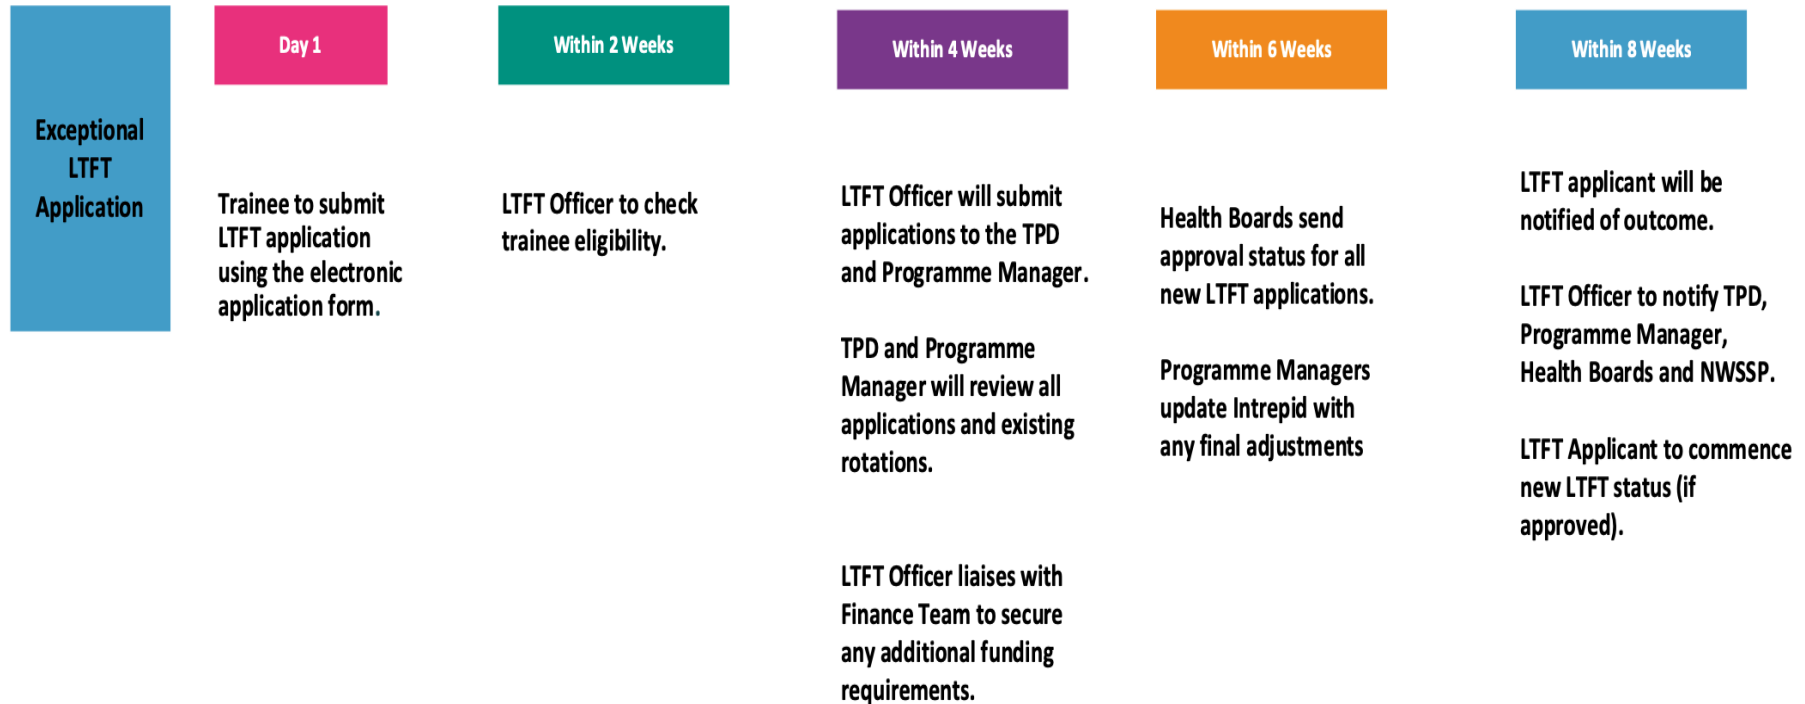 Exceptional
LTFT
Application
Day 1
Trainee to submit
LTFT application
using the electronic
application form.
Within 2 Weeks
LTFT Officer to check
trainee eligibility.
Within 4 Weeks
LTFT Officer will submit
applications to the TPD
and Programme Manager.
TPD and Programme
Manager will review all
applications and existing
rotations.
LTFT Officer liaises with
Finance Team to secure
any additional funding
requirements.
Within 6 Weeks
Health Boards send
approval status for all
new LTFT applications.
Programme Managers
update Intrepid with
any final adjustments
Within 8 Weeks
LTFT applicant will be
notified of outcome.
LTFT Officer to notify TPD,
Programme Manager,
Health Boards and NWSSP.
LTFT Applicant to commence
new LTFT status (if
approved).